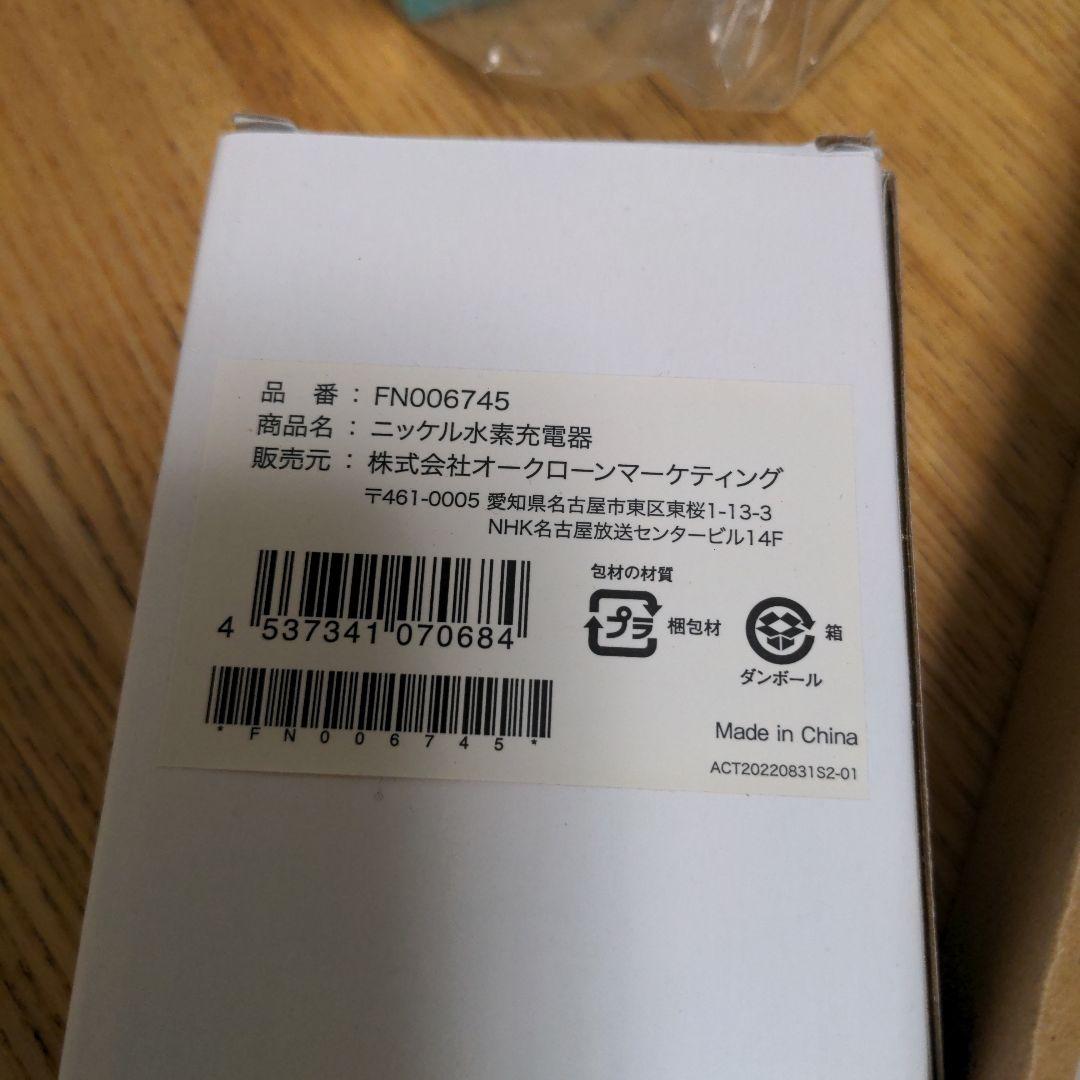 品 番 : FN006745
商品名 : ニッケル水素充電器
販売元 : 株式会社オークローンマーケティング
〒461-0005 愛知県名古屋市東区東桜1-13-3
NHK名古屋放送センタービル14F
包材の材質
プラ 梱包材
箱
ダンボール
4 537341 070684
*FN006745*
Made in China
ACT20220831S2-01